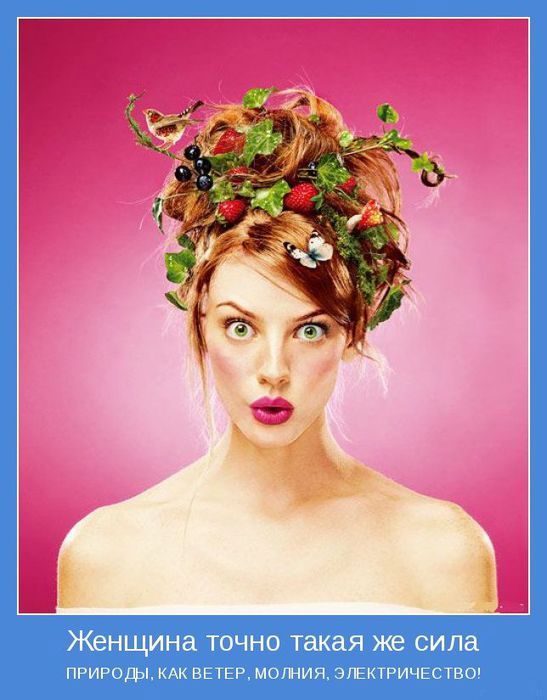 Женщина точно такая же сила
ПРИРОДЫ, КАК ВЕТЕР, МОЛНИЯ, ЭЛЕКТРИЧЕСТВО!